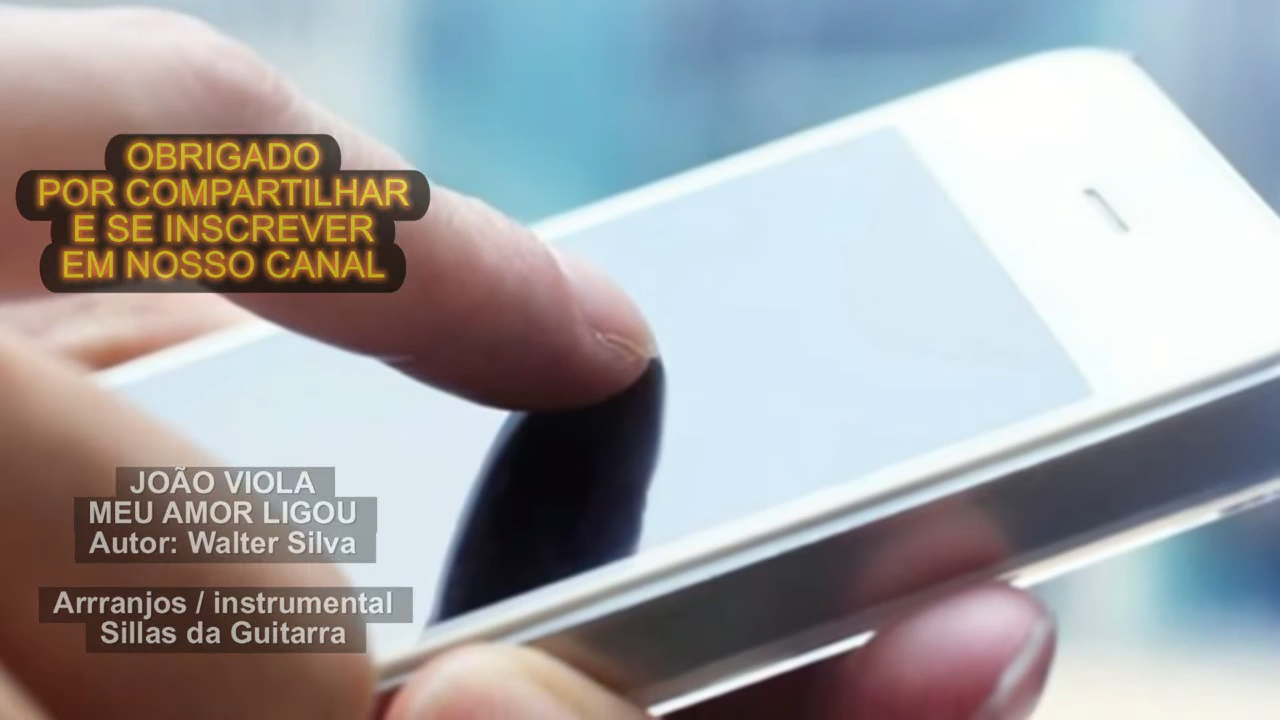 OBRIGADO
POR COMPARTILHAR
E SE INSCREVER
EM NOSSO CANAL
JOÃO VIOLA
MEU AMOR LIGOU
Autor: Walter Silva
Arrranjos / instrumental
Sillas da Guitarra